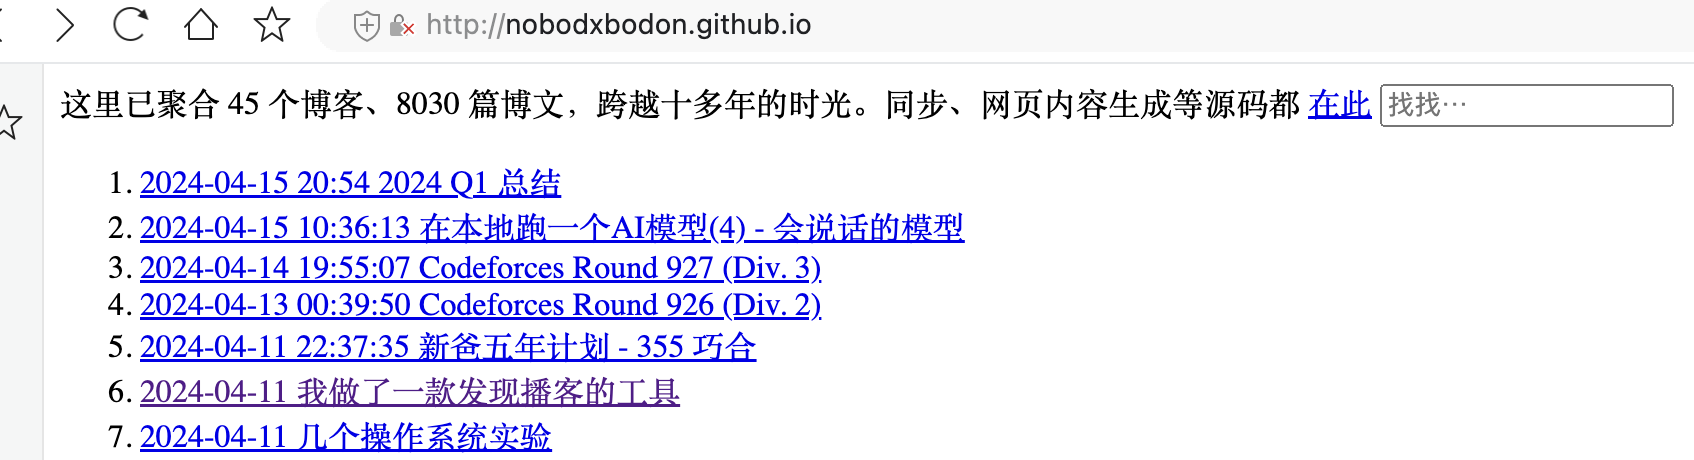 http://nobodxbodon.github.io
这里已聚合 45 个博客、8030 篇博文，跨越十多年的时光。同步、网页内容生成等源码都 在此 找找…
1. 2024-04-15 20:54 2024 Q1 总结
2. 2024-04-15 10:36:13 在本地跑一个AI模型(4) - 会说话的模型
3. 2024-04-14 19:55:07 Codeforces Round 927 (Div. 3)
4. 2024-04-13 00:39:50 Codeforces Round 926 (Div. 2)
5. 2024-04-11 22:37:35 新爸五年计划 - 355 巧合
6. 2024-04-11 我做了一款发现播客的工具
7. 2024-04-11 几个操作系统实验